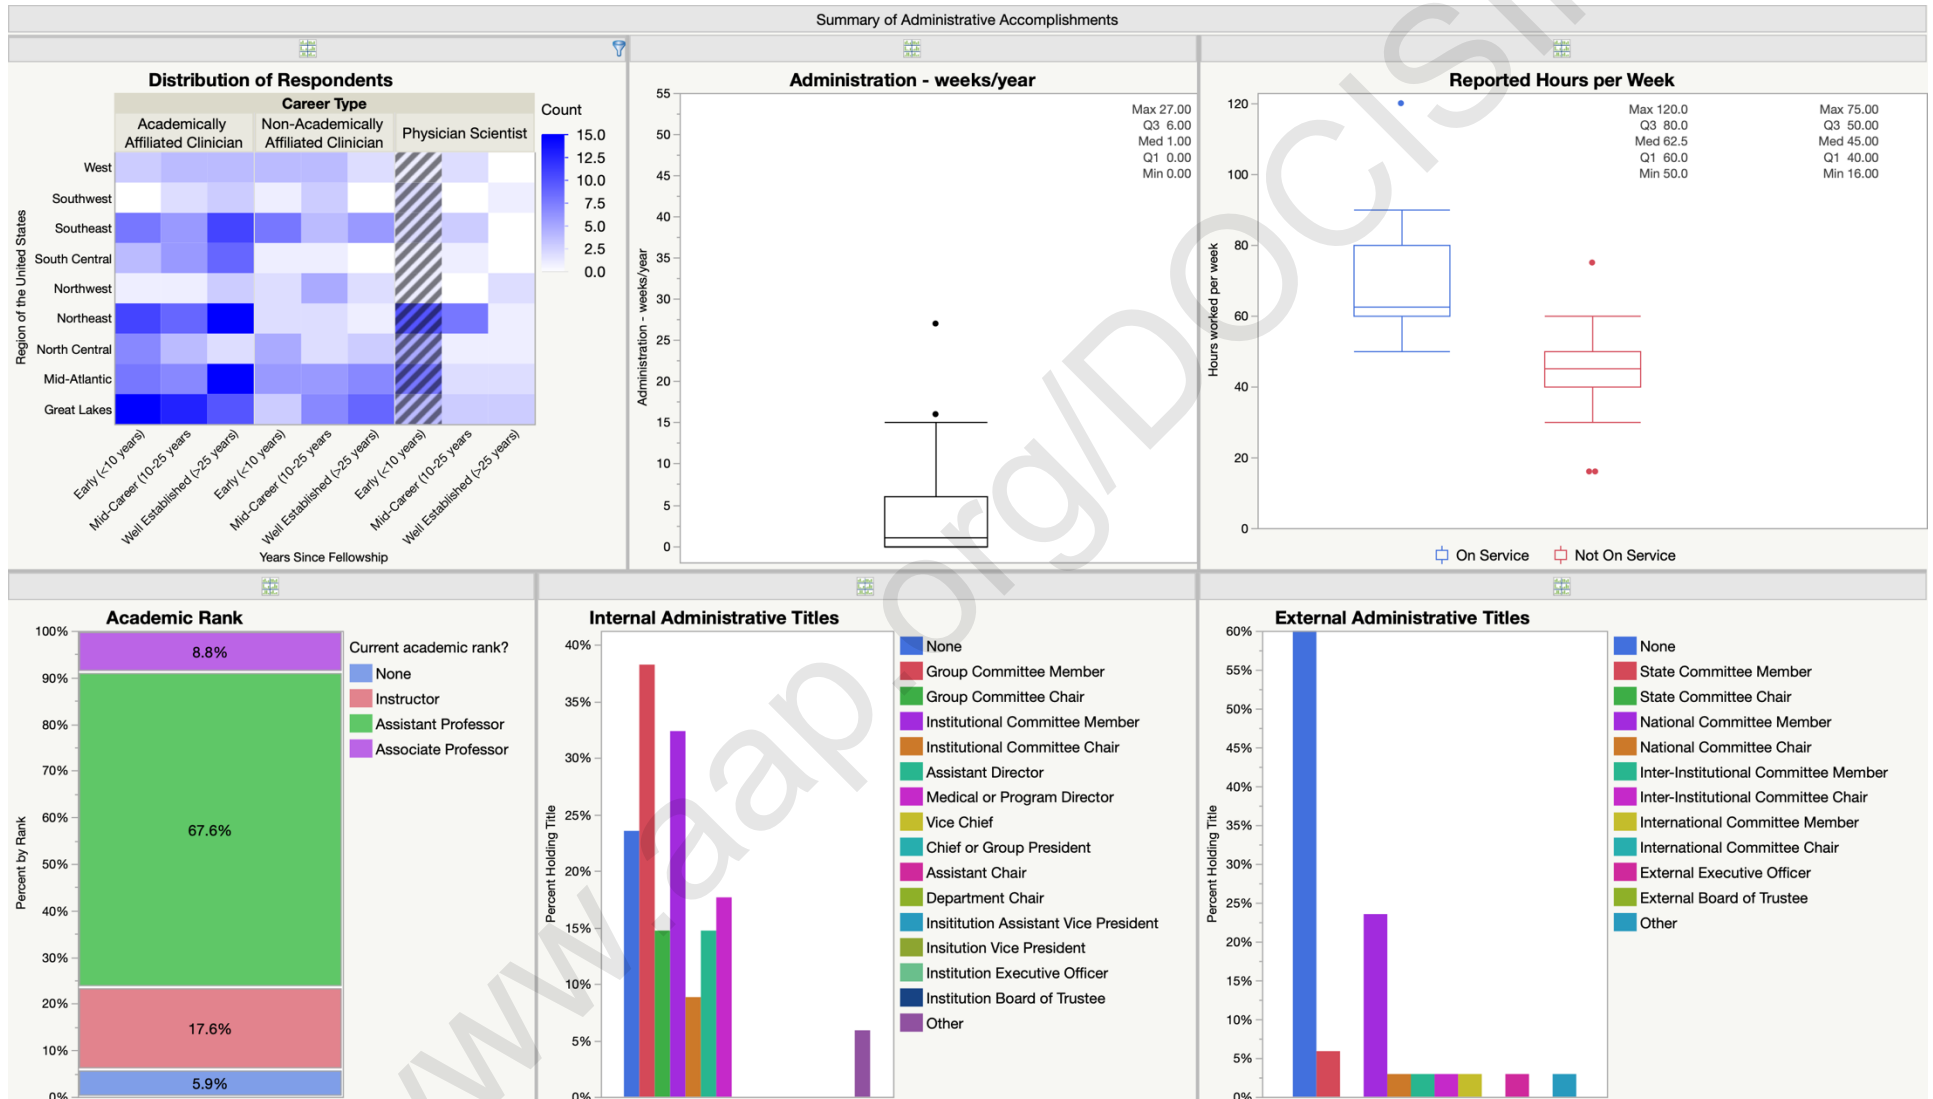 Summary of Administrative Accomplishments
Distribution of Respondents
Career Type
Academically
Affiliated Clinician
Non-Academically
Affiliated Clinician
Physician Scientist
Count
15.0
12.5
10.0
7.5
5.0
2.5
0.0
Region of the United States
West
Southwest
Southeast
South Central
Northwest
Northeast
North Central
Mid-Atlantic
Great Lakes
Early (<10 years)
Mid-Career (10-25 years
Well Established (>25 years
Early (<10 years)
Mid-Career (10-25 years
Well Established (>25 years
Early (<10 years)
Mid-Career (10-25 years
Well Established (>25 years)
Years Since Fellowship
Administration - weeks/year
Administration - weeks/year
55
50
45
40
35
30
25
20
15
10
5
0
Max 27.00
Q3 6.00
Med 1.00
Q1 0.00
Min 0.00
Reported Hours per Week
Hours worked per week
120
100
80
60
40
20
0
Max 120.0
Q3 80.0
Med 62.5
Q1 60.0
Min 50.0
Max 75.00
Q3 50.00
Med 45.00
Q1 40.00
Min 16.00
On Service
Not On Service
Academic Rank
Percent by Rank
100%
90%
80%
70%
60%
50%
40%
30%
20%
10%
0%
8.8%
67.6%
17.6%
5.9%
Current academic rank?
None
Instructor
Assistant Professor
Associate Professor
Internal Administrative Titles
Percent Holding Title
40%
35%
30%
25%
20%
15%
10%
5%
0%
None
Group Committee Member
Group Committee Chair
Institutional Committee Member
Institutional Committee Chair
Assistant Director
Medical or Program Director
Vice Chief
Chief or Group President
Assistant Chair
Department Chair
Insititution Assistant Vice President
Insitution Vice President
Institution Executive Officer
Institution Board of Trustee
Other
External Administrative Titles
Percent Holding Title
60%
55%
50%
45%
40%
35%
30%
25%
20%
15%
10%
5%
0%
None
State Committee Member
State Committee Chair
National Committee Member
National Committee Chair
Inter-Institutional Committee Member
Inter-Institutional Committee Chair
International Committee Member
International Committee Chair
External Executive Officer
External Board of Trustee
Other
www.aap.org/DOCISI